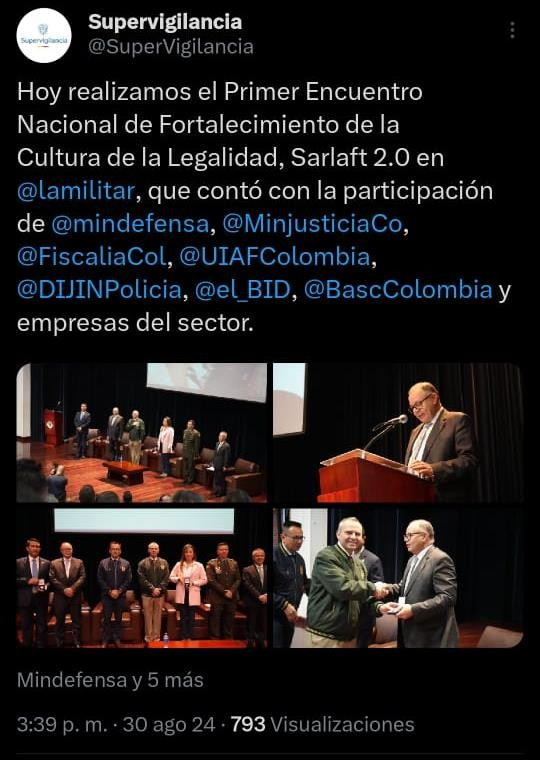 Supervigilancia
Supervigilancia
@SuperVigilancia
Hoy realizamos el Primer Encuentro
Nacional de Fortalecimiento de la
Cultura de la Legalidad, Sarlaft 2.0 en
@lamilitar, que contó con la participación
de @mindefensa, @MinjusticiaCo,
@FiscaliaCol, @UIAFColombia,
@DIJINPolicia, @el_BID, @BascColombia y
empresas del sector.
Mindefensa y 5 más
3:39 p. m. · 30 ago 24 · 793 Visualizaciones